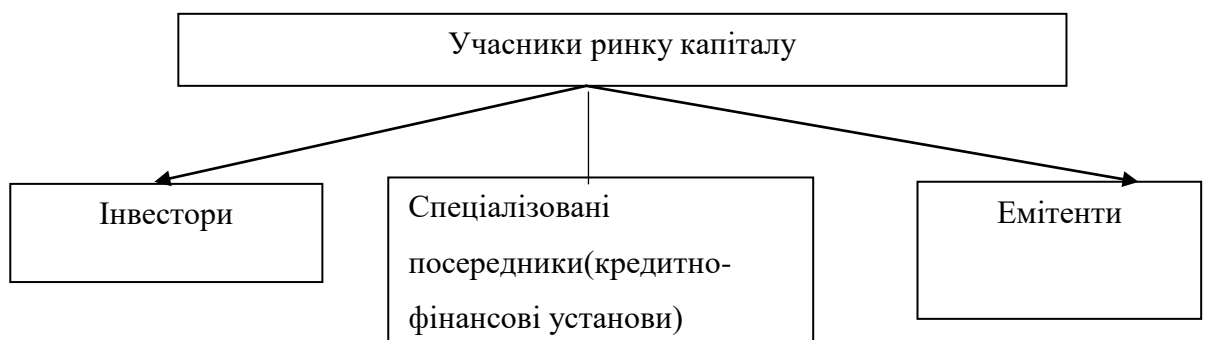 Учасники ринку капіталу
Інвестори
Спеціалізовані
посередники(кредитно-
фінансові установи)
Емітенти